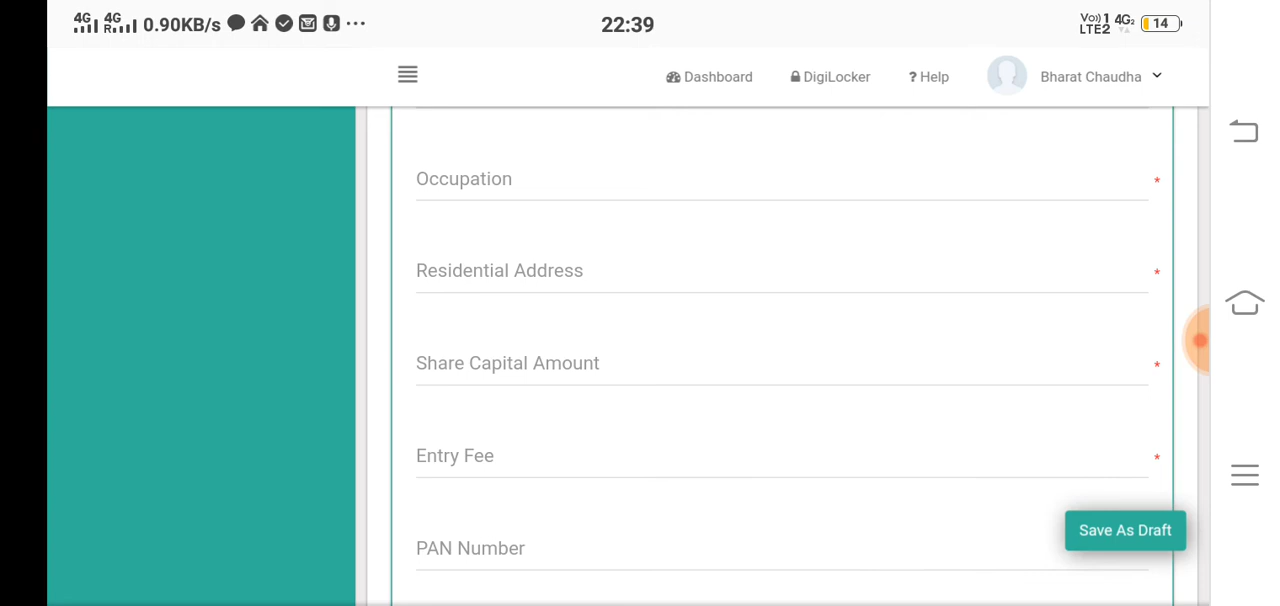 4G 4G R 0.90KB/s ... 22:39 Vo)) 1 4G2 LTE2 14
Dashboard DigiLocker ? Help Bharat Chaudha
Occupation *
Residential Address *
Share Capital Amount *
Entry Fee *
Save As Draft
PAN Number